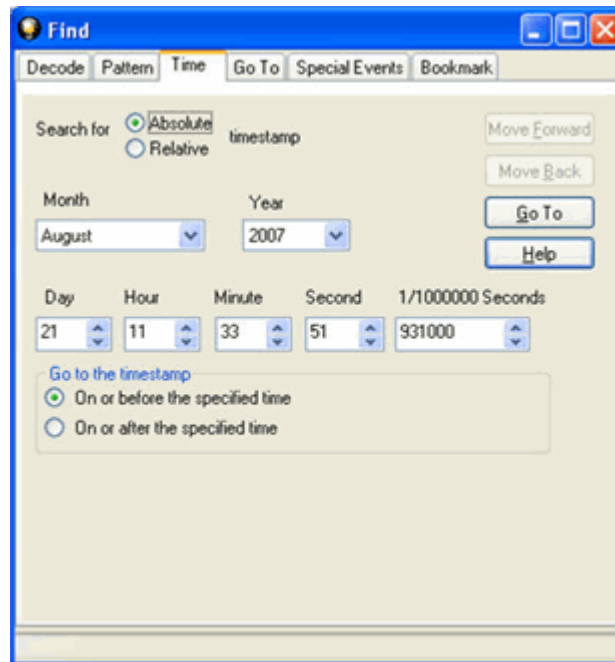 Find
Decode Pattern Time Go To Special Events Bookmark
Search for Absolute Relative timestamp
Move Forward
Move Back
Month Year
August 2007
Go To
Help
Day Hour Minute Second 1/1000000 Seconds
21 11 33 51 931000
Go to the timestamp
On or before the specified time
On or after the specified time